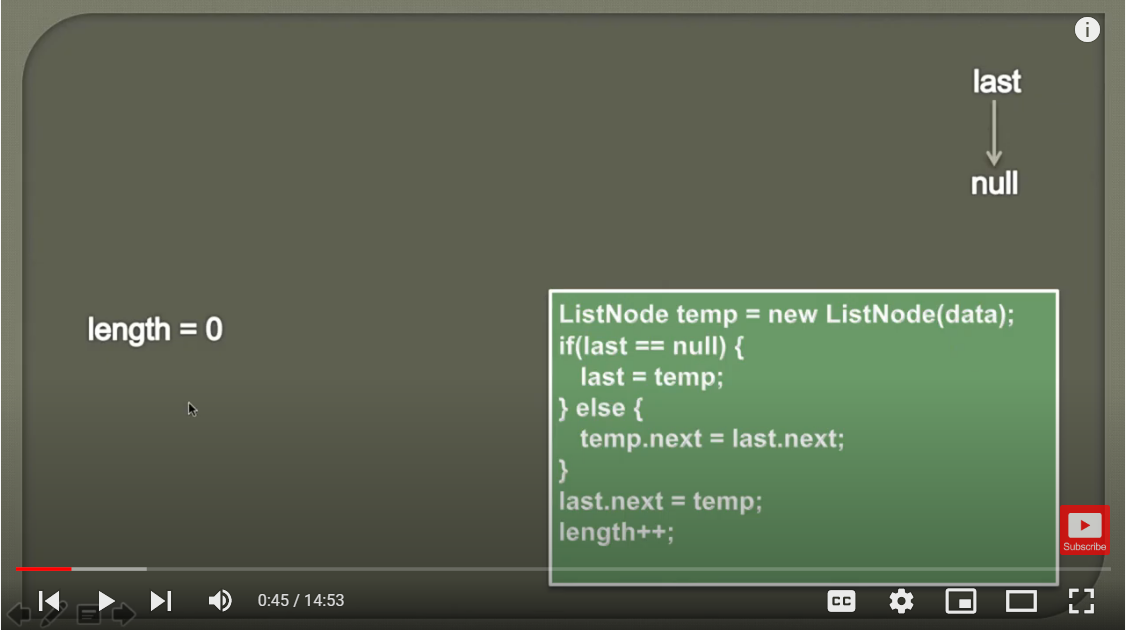 last
null
length = 0
ListNode temp = new ListNode(data);
if(last == null) {
last = temp;
} else {
temp.next = last.next;
}
last.next = temp;
length++;
Subscribe
0:45 / 14:53
CC